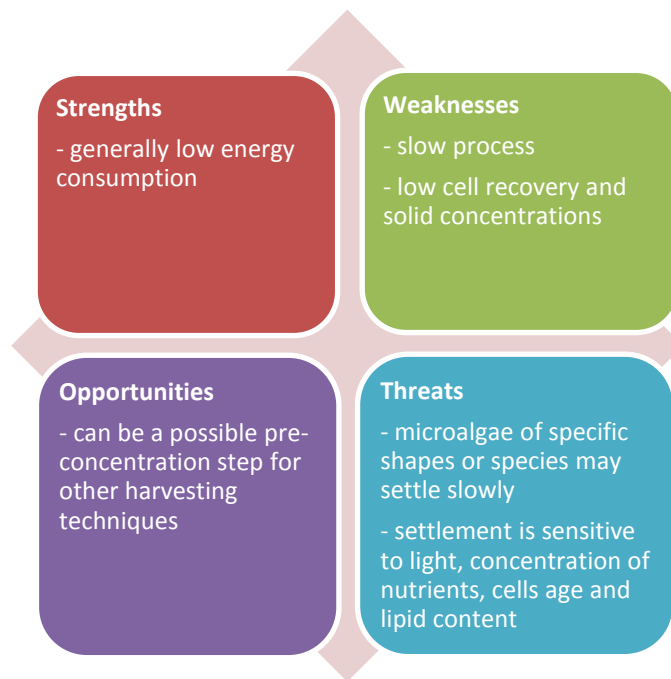 Strengths
- generally low energy
consumption
Weaknesses
- slow process
- low cell recovery and
solid concentrations
Opportunities
- can be a possible pre-
concentration step for
other harvesting
techniques
Threats
- microalgae of specific
shapes or species may
settle slowly
- settlement is sensitive
to light, concentration of
nutrients, cells age and
lipid content